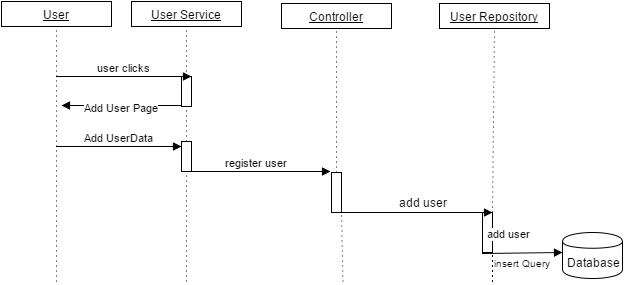 User
User Service
Controller
User Repository
user clicks
Add User Page
Add UserData
register user
add user
add user
insert Query
Database